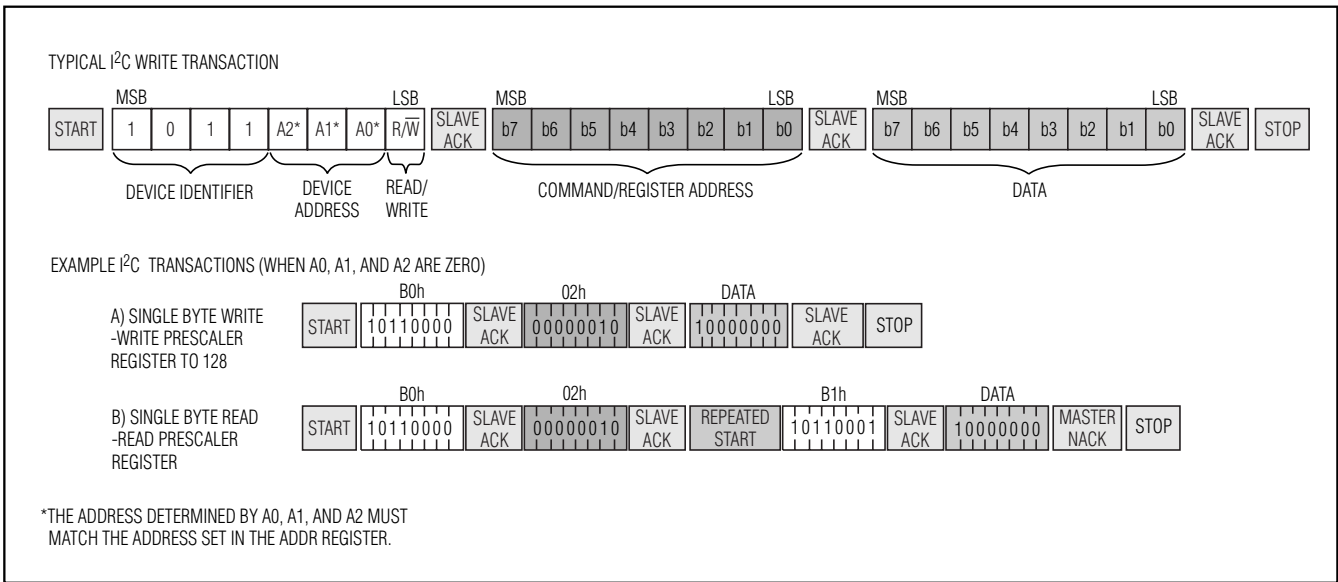 TYPICAL I2C WRITE TRANSACTION
MSB LSB MSB LSB MSB LSB
START 1 0 1 1 A2* A1* A0* R/W̅ SLAVE ACK b7 b6 b5 b4 b3 b2 b1 b0 SLAVE ACK b7 b6 b5 b4 b3 b2 b1 b0 SLAVE ACK STOP
DEVICE IDENTIFIER DEVICE ADDRESS READ/WRITE COMMAND/REGISTER ADDRESS DATA
EXAMPLE I2C TRANSACTIONS (WHEN A0, A1, AND A2 ARE ZERO)
B0h 02h DATA
A) SINGLE BYTE WRITE
-WRITE PRESCALER
REGISTER TO 128
START 10110000 SLAVE ACK 00000010 SLAVE ACK 10000000 SLAVE ACK STOP
B0h 02h B1h DATA
B) SINGLE BYTE READ
-READ PRESCALER
REGISTER
START 10110000 SLAVE ACK 00000010 SLAVE ACK REPEATED START 10110001 SLAVE ACK 10000000 MASTER NACK STOP
*THE ADDRESS DETERMINED BY A0, A1, AND A2 MUST
MATCH THE ADDRESS SET IN THE ADDR REGISTER.